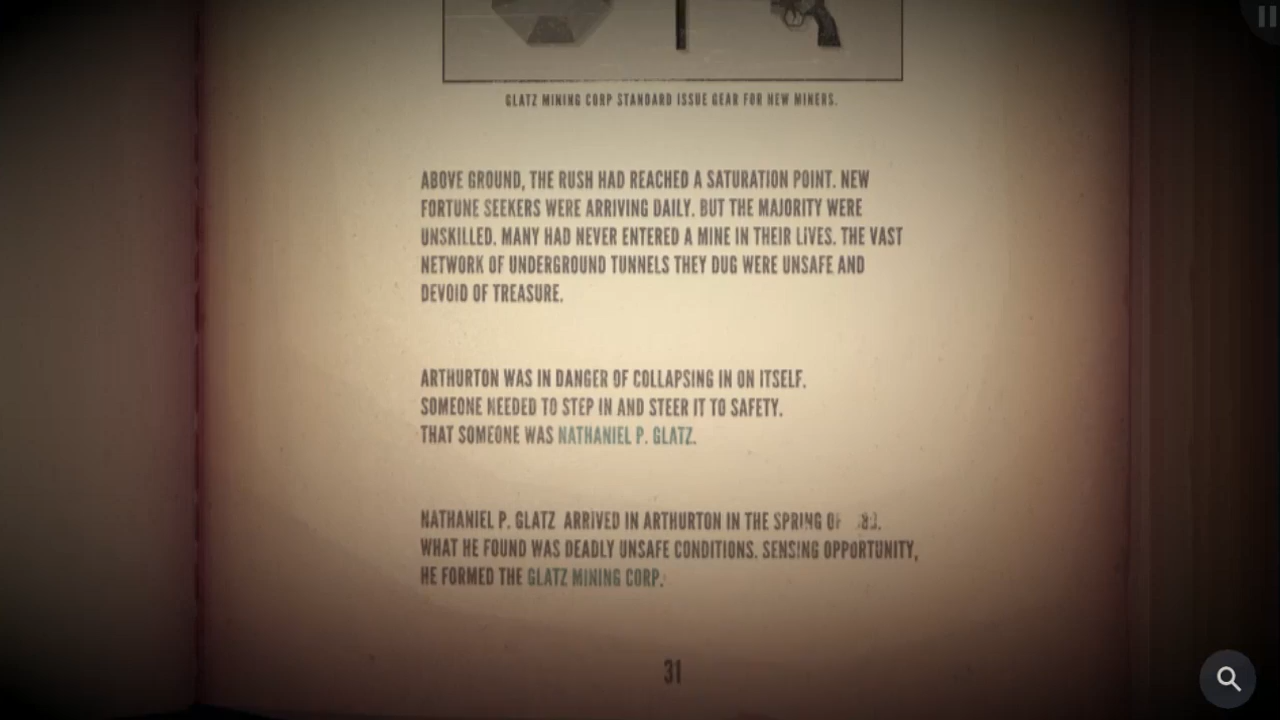 GLATZ MINING CORP STANDARD ISSUE GEAR FOR NEW MINERS.
ABOVE GROUND, THE RUSH HAD REACHED A SATURATION POINT. NEW
FORTUNE SEEKERS WERE ARRIVING DAILY. BUT THE MAJORITY WERE
UNSKILLED. MANY HAD NEVER ENTERED A MINE IN THEIR LIVES. THE VAST
NETWORK OF UNDERGROUND TUNNELS THEY DUG WERE UNSAFE AND
DEVOID OF TREASURE.
ARTHURTON WAS IN DANGER OF COLLAPSING IN ON ITSELF.
SOMEONE NEEDED TO STEP IN AND STEER IT TO SAFETY.
THAT SOMEONE WAS NATHANIEL P. GLATZ.
NATHANIEL P. GLATZ ARRIVED IN ARTHURTON IN THE SPRING OF
WHAT HE FOUND WAS DEADLY UNSAFE CONDITIONS. SENSING OPPORTUNITY,
HE FORMED THE GLATZ MINING CORP.
31